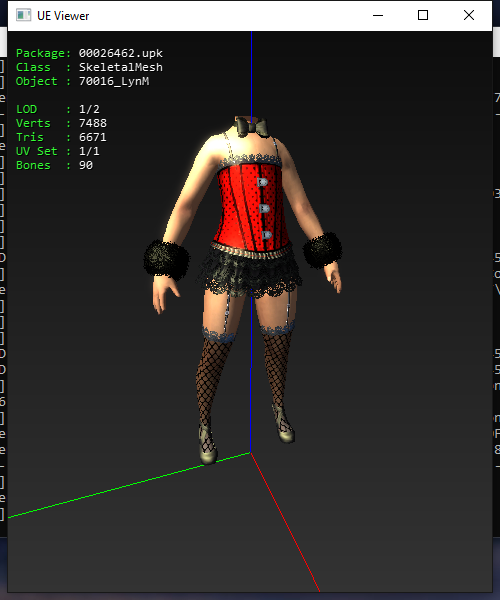 UE Viewer
Package: 00026462.upk
Class  : SkeletalMesh
Object : 70016_LynM
LOD    : 1/2
Verts  : 7488
Tris   : 6671
UV Set : 1/1
Bones  : 90